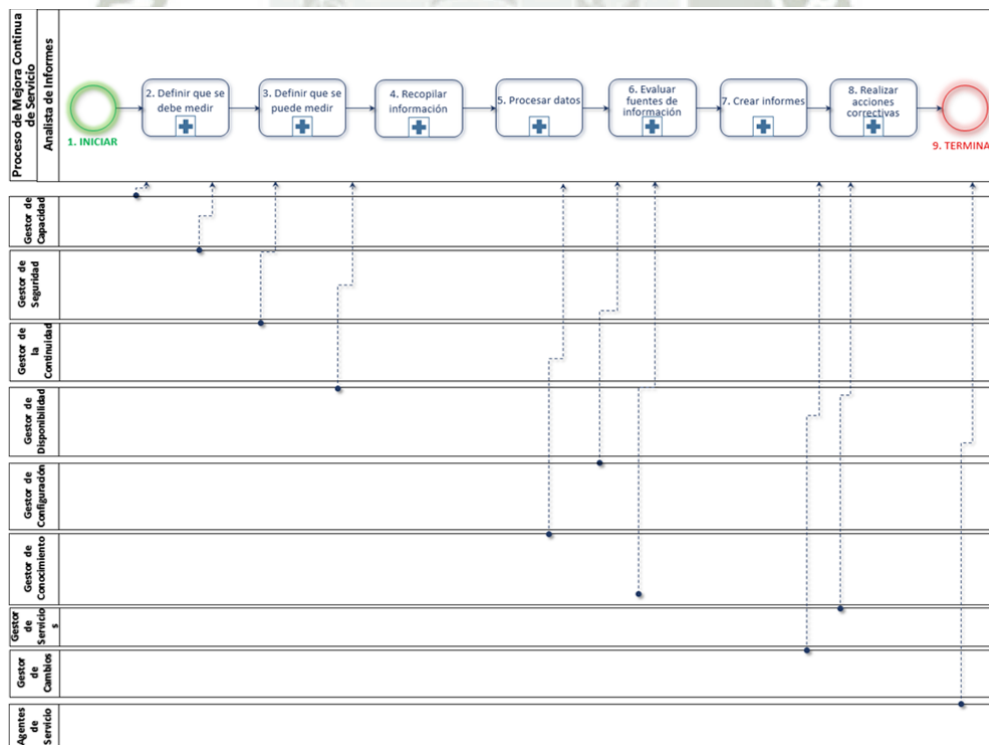 Proceso de Mejora Continua
de Servicio
Analista de Informes
1. INICIAR
2. Definir que se
debe medir
3. Definir que se
puede medir
4. Recopilar
información
5. Procesar datos
6. Evaluar
fuentes de
información
7. Crear informes
8. Realizar
acciones
correctivas
9. TERMINA
Gestor de
Capacidad
Gestor de
Seguridad
Gestor de
la
Continuidad
Gestor de
Disponibilidad
Gestor de
Configuración
Gestor de
Conocimiento
Gestor
de
Servicio
s
Gestor
de
Cambios
Agentes
de
Servicio